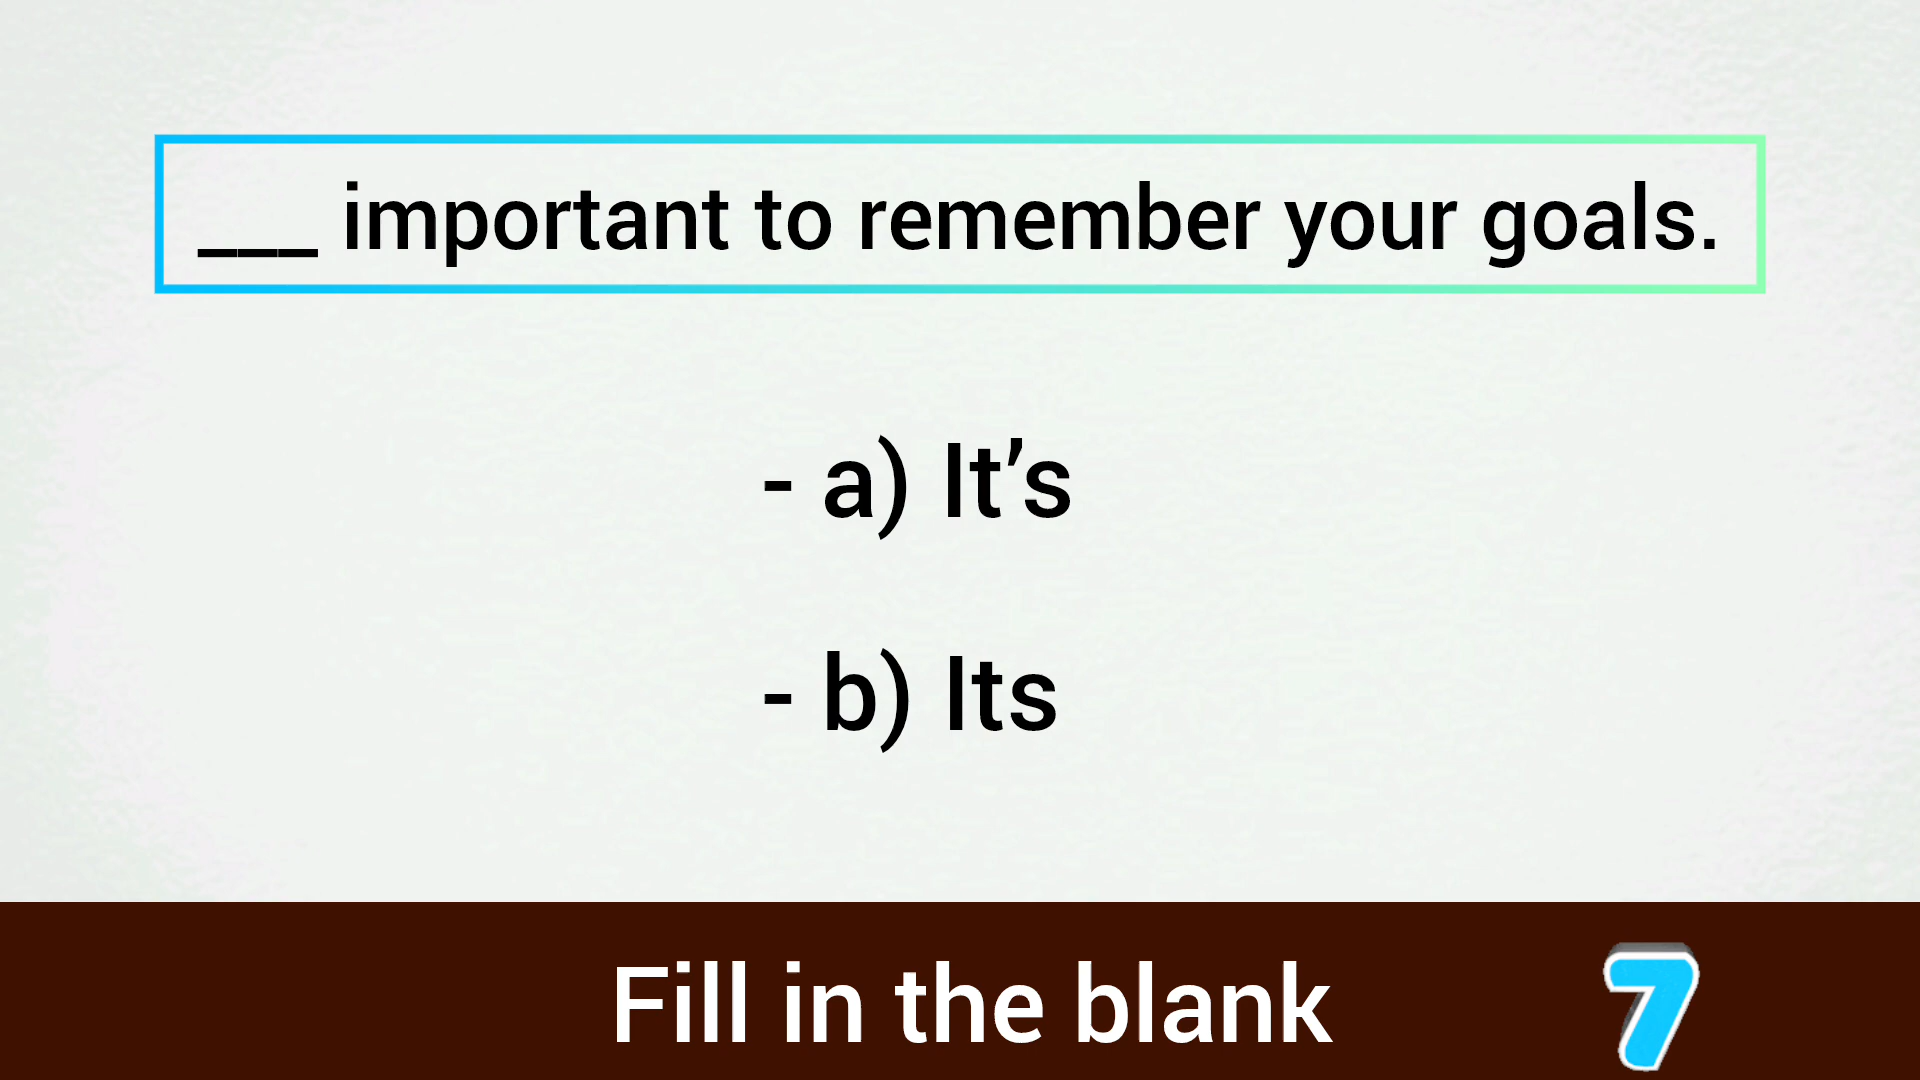 ___ important to remember your goals.
- a) It’s
- b) Its
Fill in the blank
7